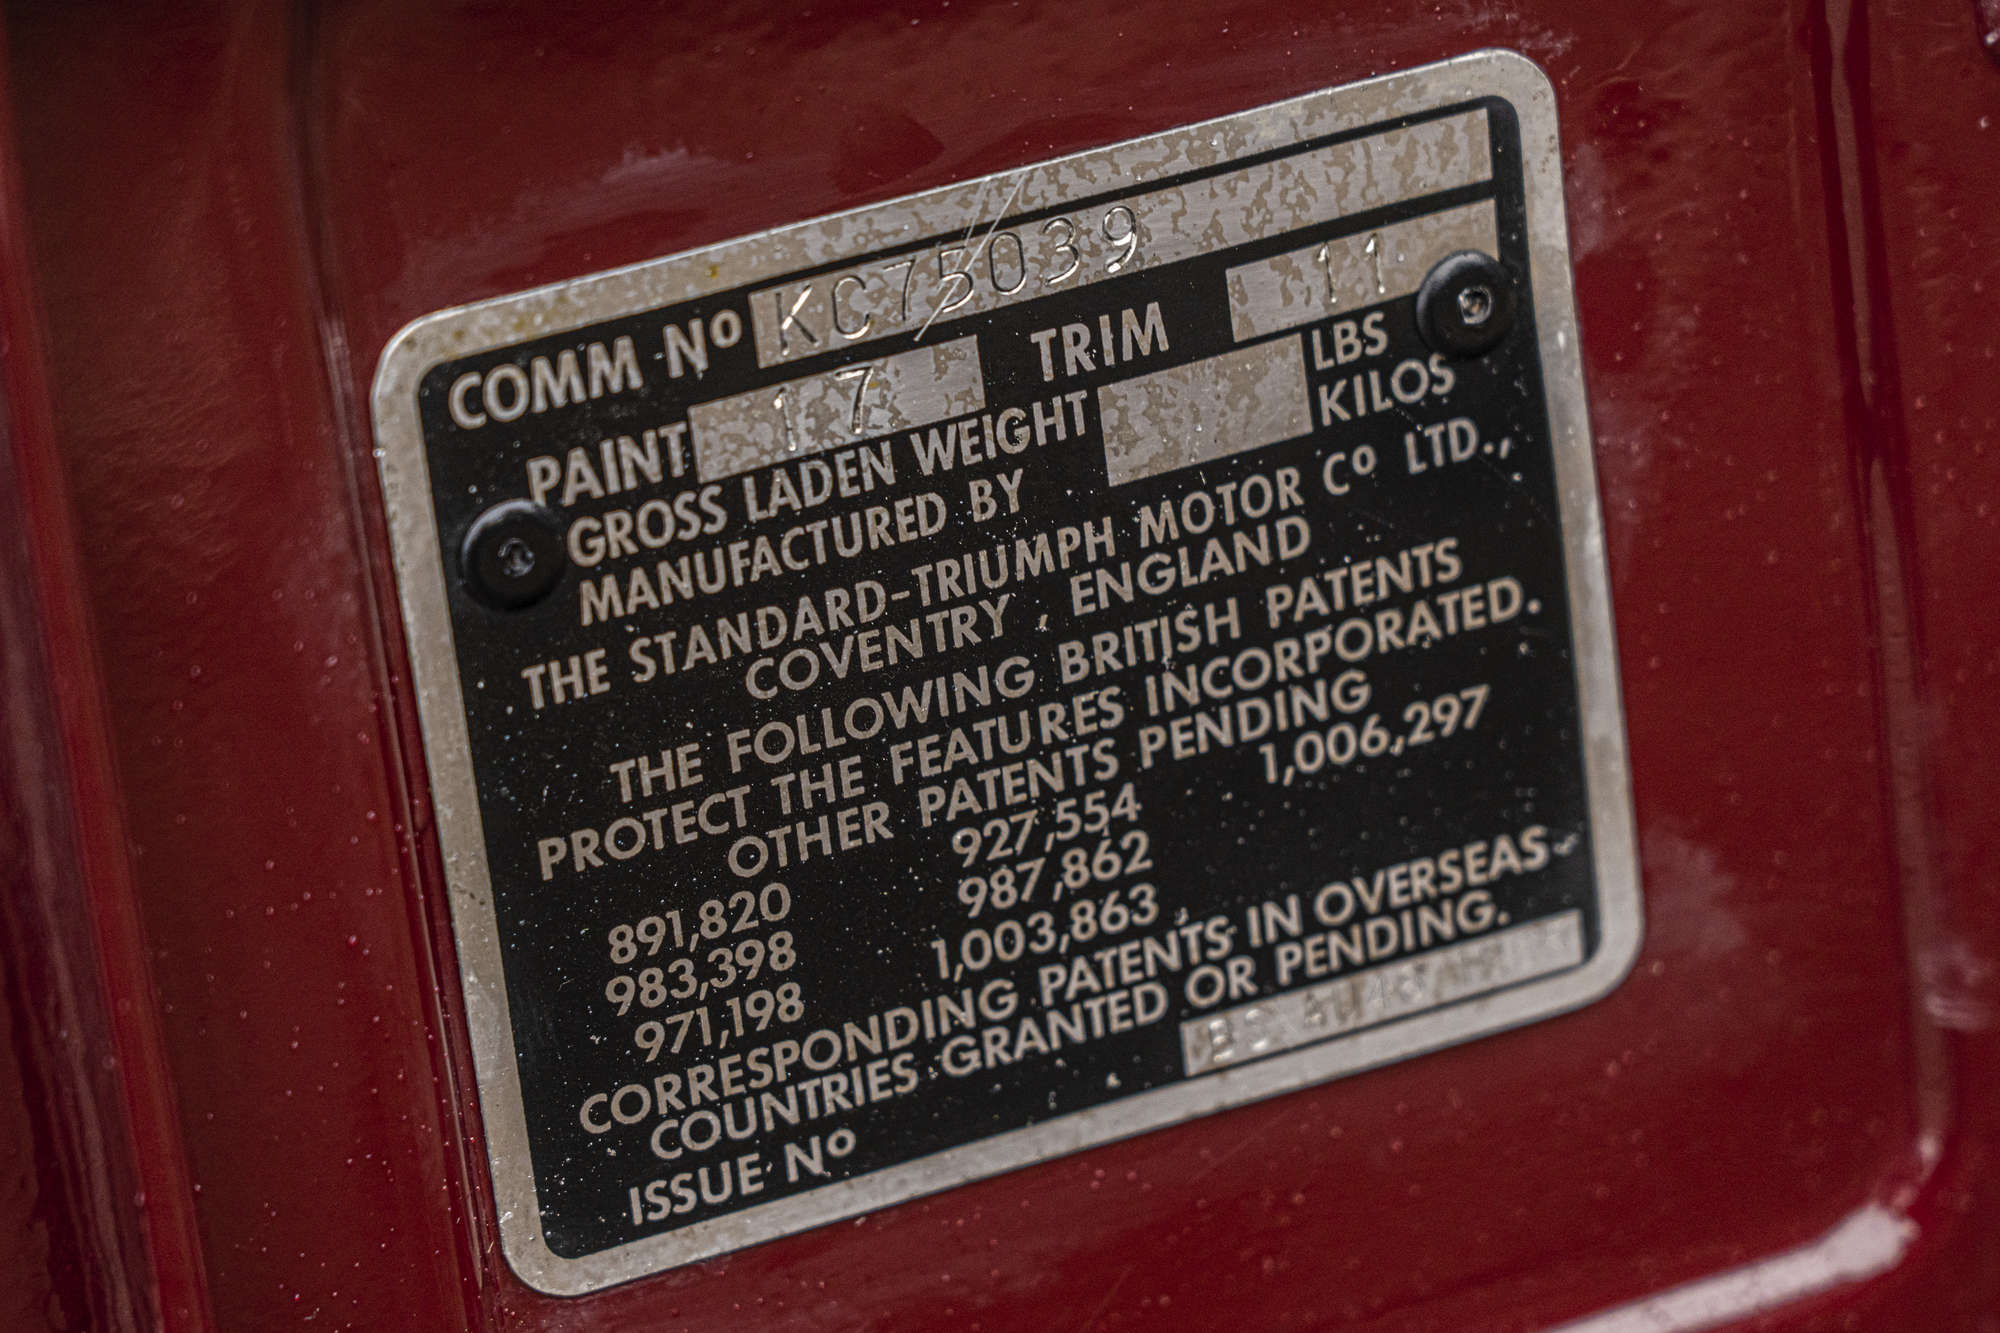 COMM Nº KC75039
PAINT 17 TRIM 11
GROSS LADEN WEIGHT LBS KILOS
MANUFACTURED BY
THE STANDARD-TRIUMPH MOTOR Cº LTD.,
COVENTRY, ENGLAND
THE FOLLOWING BRITISH PATENTS
PROTECT THE FEATURES INCORPORATED.
OTHER PATENTS PENDING
891,820 927,554 1,006,297
983,398 987,862
971,198 1,003,863
CORRESPONDING PATENTS IN OVERSEAS
COUNTRIES GRANTED OR PENDING.
ISSUE Nº